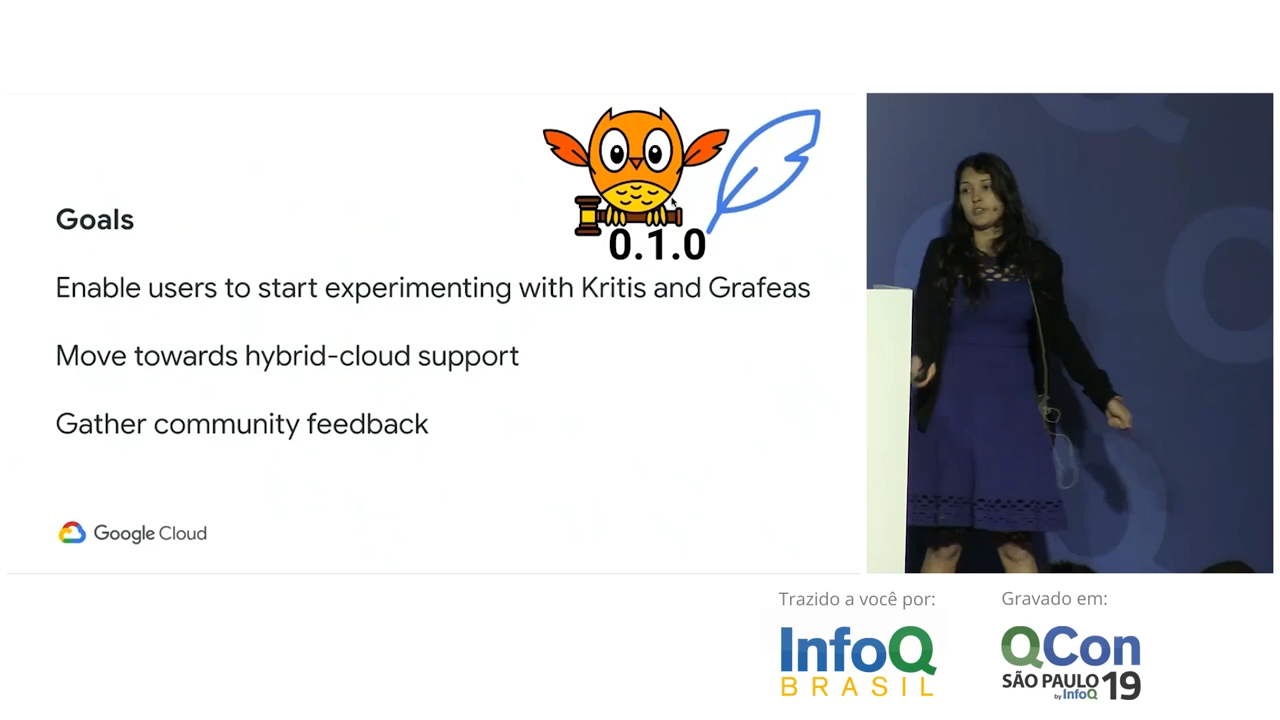 0.1.0
Goals
Enable users to start experimenting with Kritis and Grafeas
Move towards hybrid-cloud support
Gather community feedback
Google Cloud
Trazido a você por:
InfoQ
BRASIL
Gravado em:
QCon
SÃO PAULO 19
by InfoQ